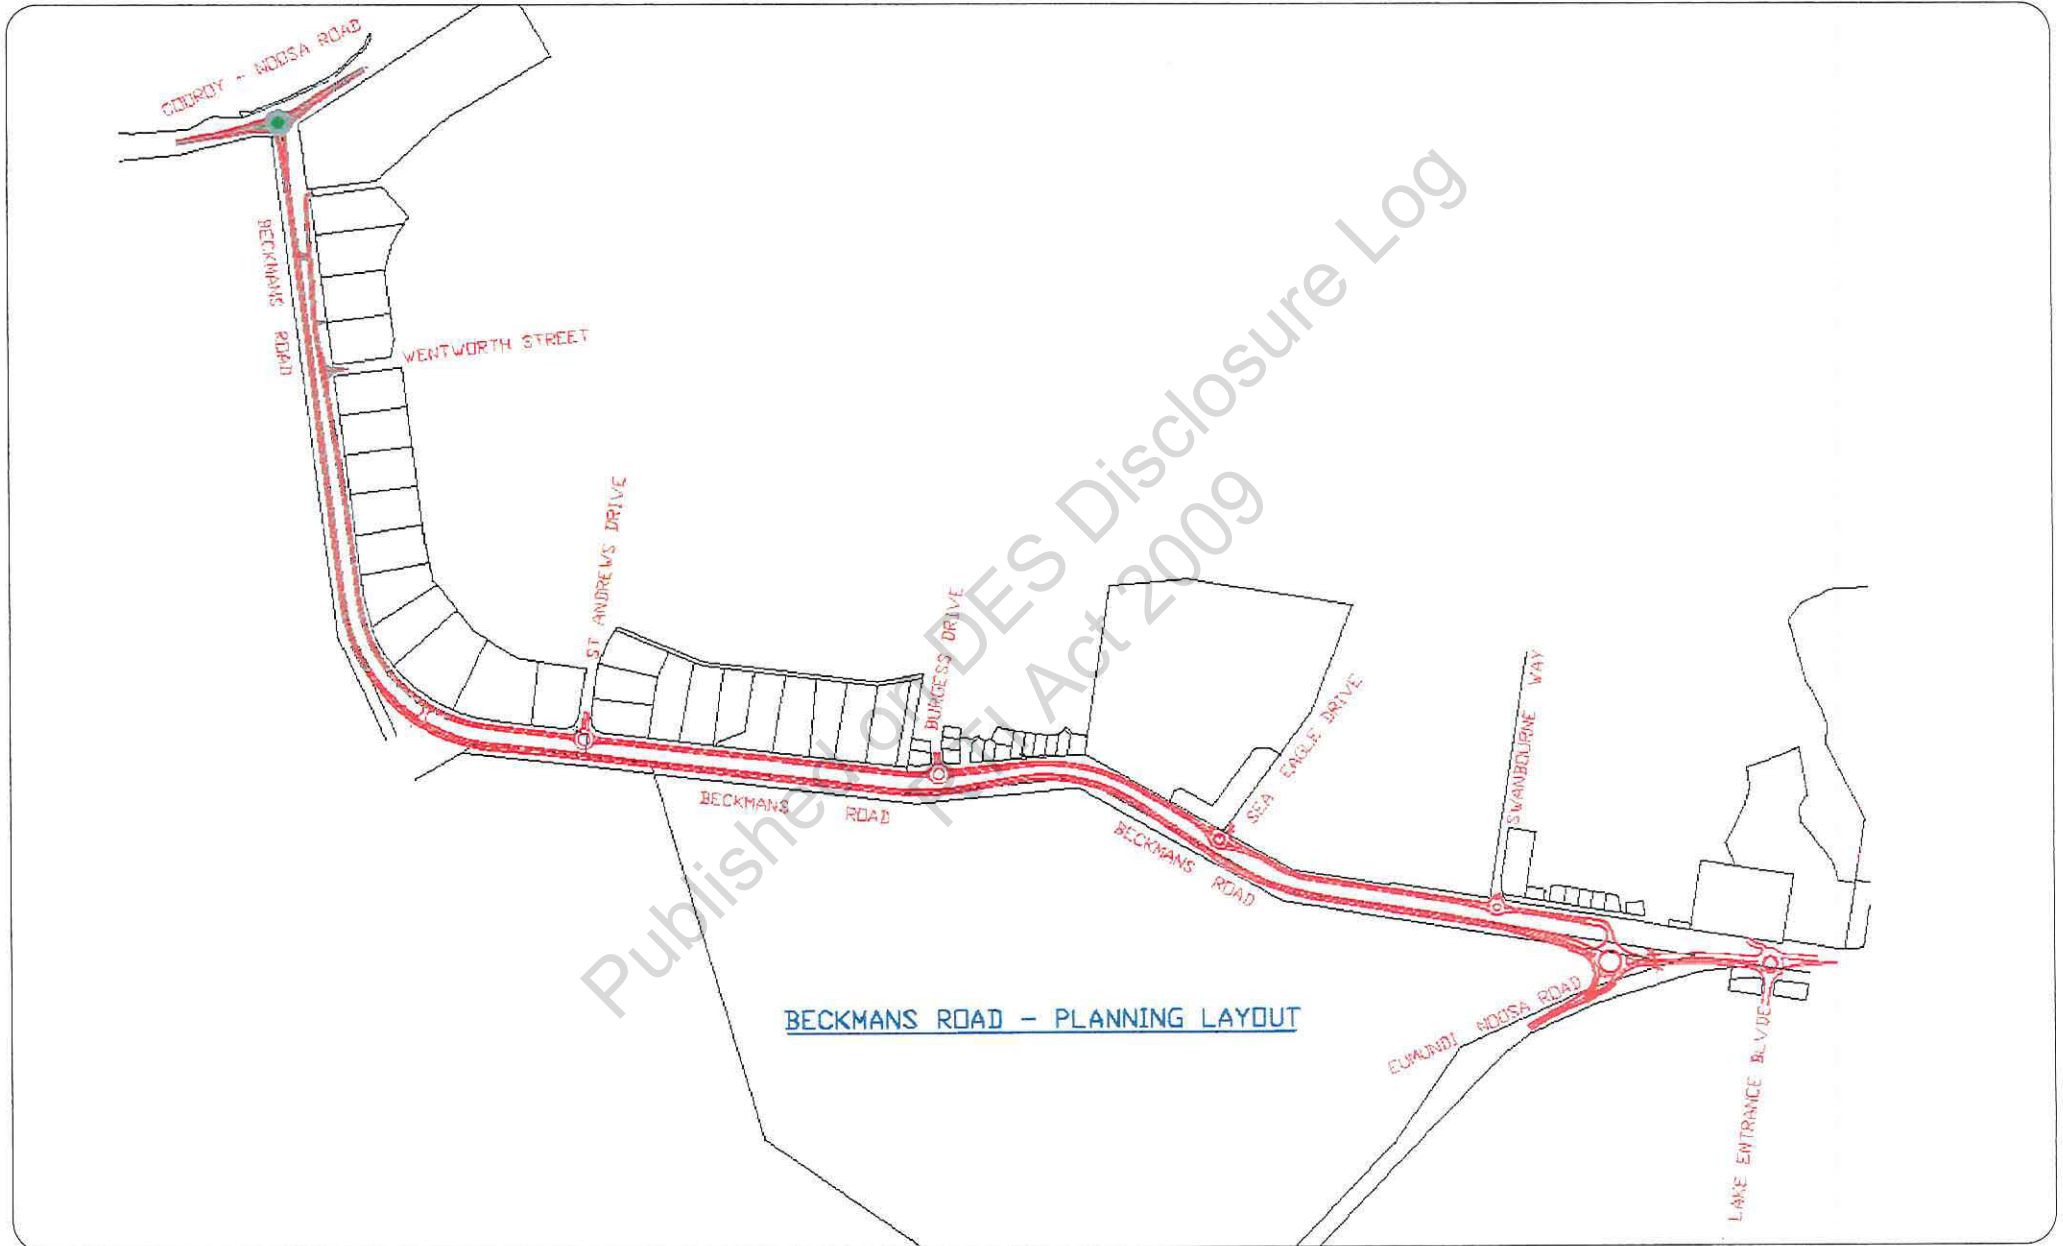 COOROY - NOOSA ROAD
BECKMANS ROAD
WENTWORTH STREET
ST ANDREWS DRIVE
BURGESS DRIVE
SEA EAGLE DRIVE
SWANBOURNE WAY
BECKMANS ROAD
BECKMANS ROAD
EUMUNDI NOOSA ROAD
LAKE ENTRANCE BLVDE
BECKMANS ROAD - PLANNING LAYOUT
Published on DES Disclosure Log
RTI Act 2009